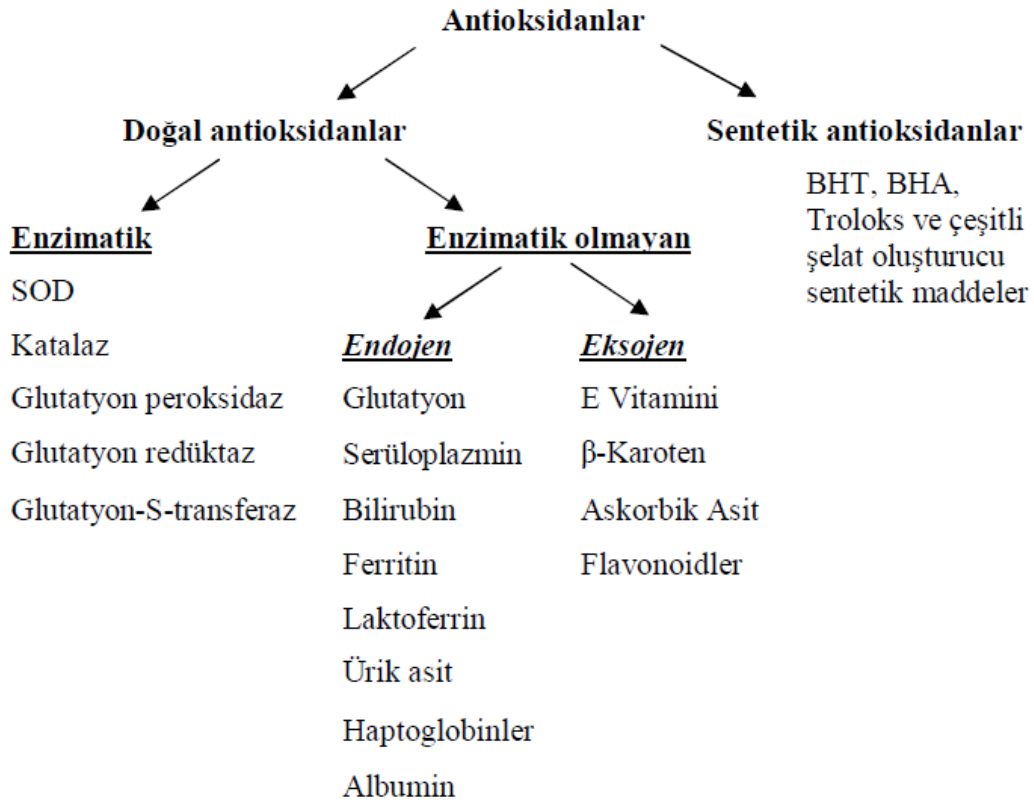 Antioksidanlar
Doğal antioksidanlar
Sentetik antioksidanlar
BHT, BHA,
Troloks ve çeşitli
şelat oluşturucu
sentetik maddeler
Enzimatik
SOD
Katalaz
Glutatyon peroksidaz
Glutatyon redüktaz
Glutatyon-S-transferaz
Enzimatik olmayan
Endojen
Glutatyon
Serüloplazmin
Bilirubin
Ferritin
Laktoferrin
Ürik asit
Haptoglobinler
Albumin
Eksojen
E Vitamini
β-Karoten
Askorbik Asit
Flavonoidler